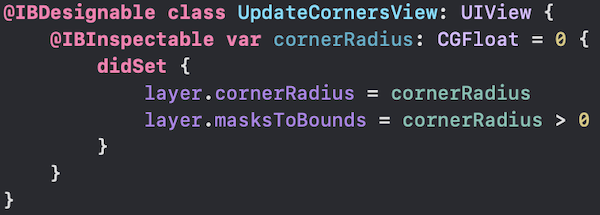 @IBDesignable class UpdateCornersView: UIView {
    @IBInspectable var cornerRadius: CGFloat = 0 {
        didSet {
            layer.cornerRadius = cornerRadius
            layer.masksToBounds = cornerRadius > 0
        }
    }
}